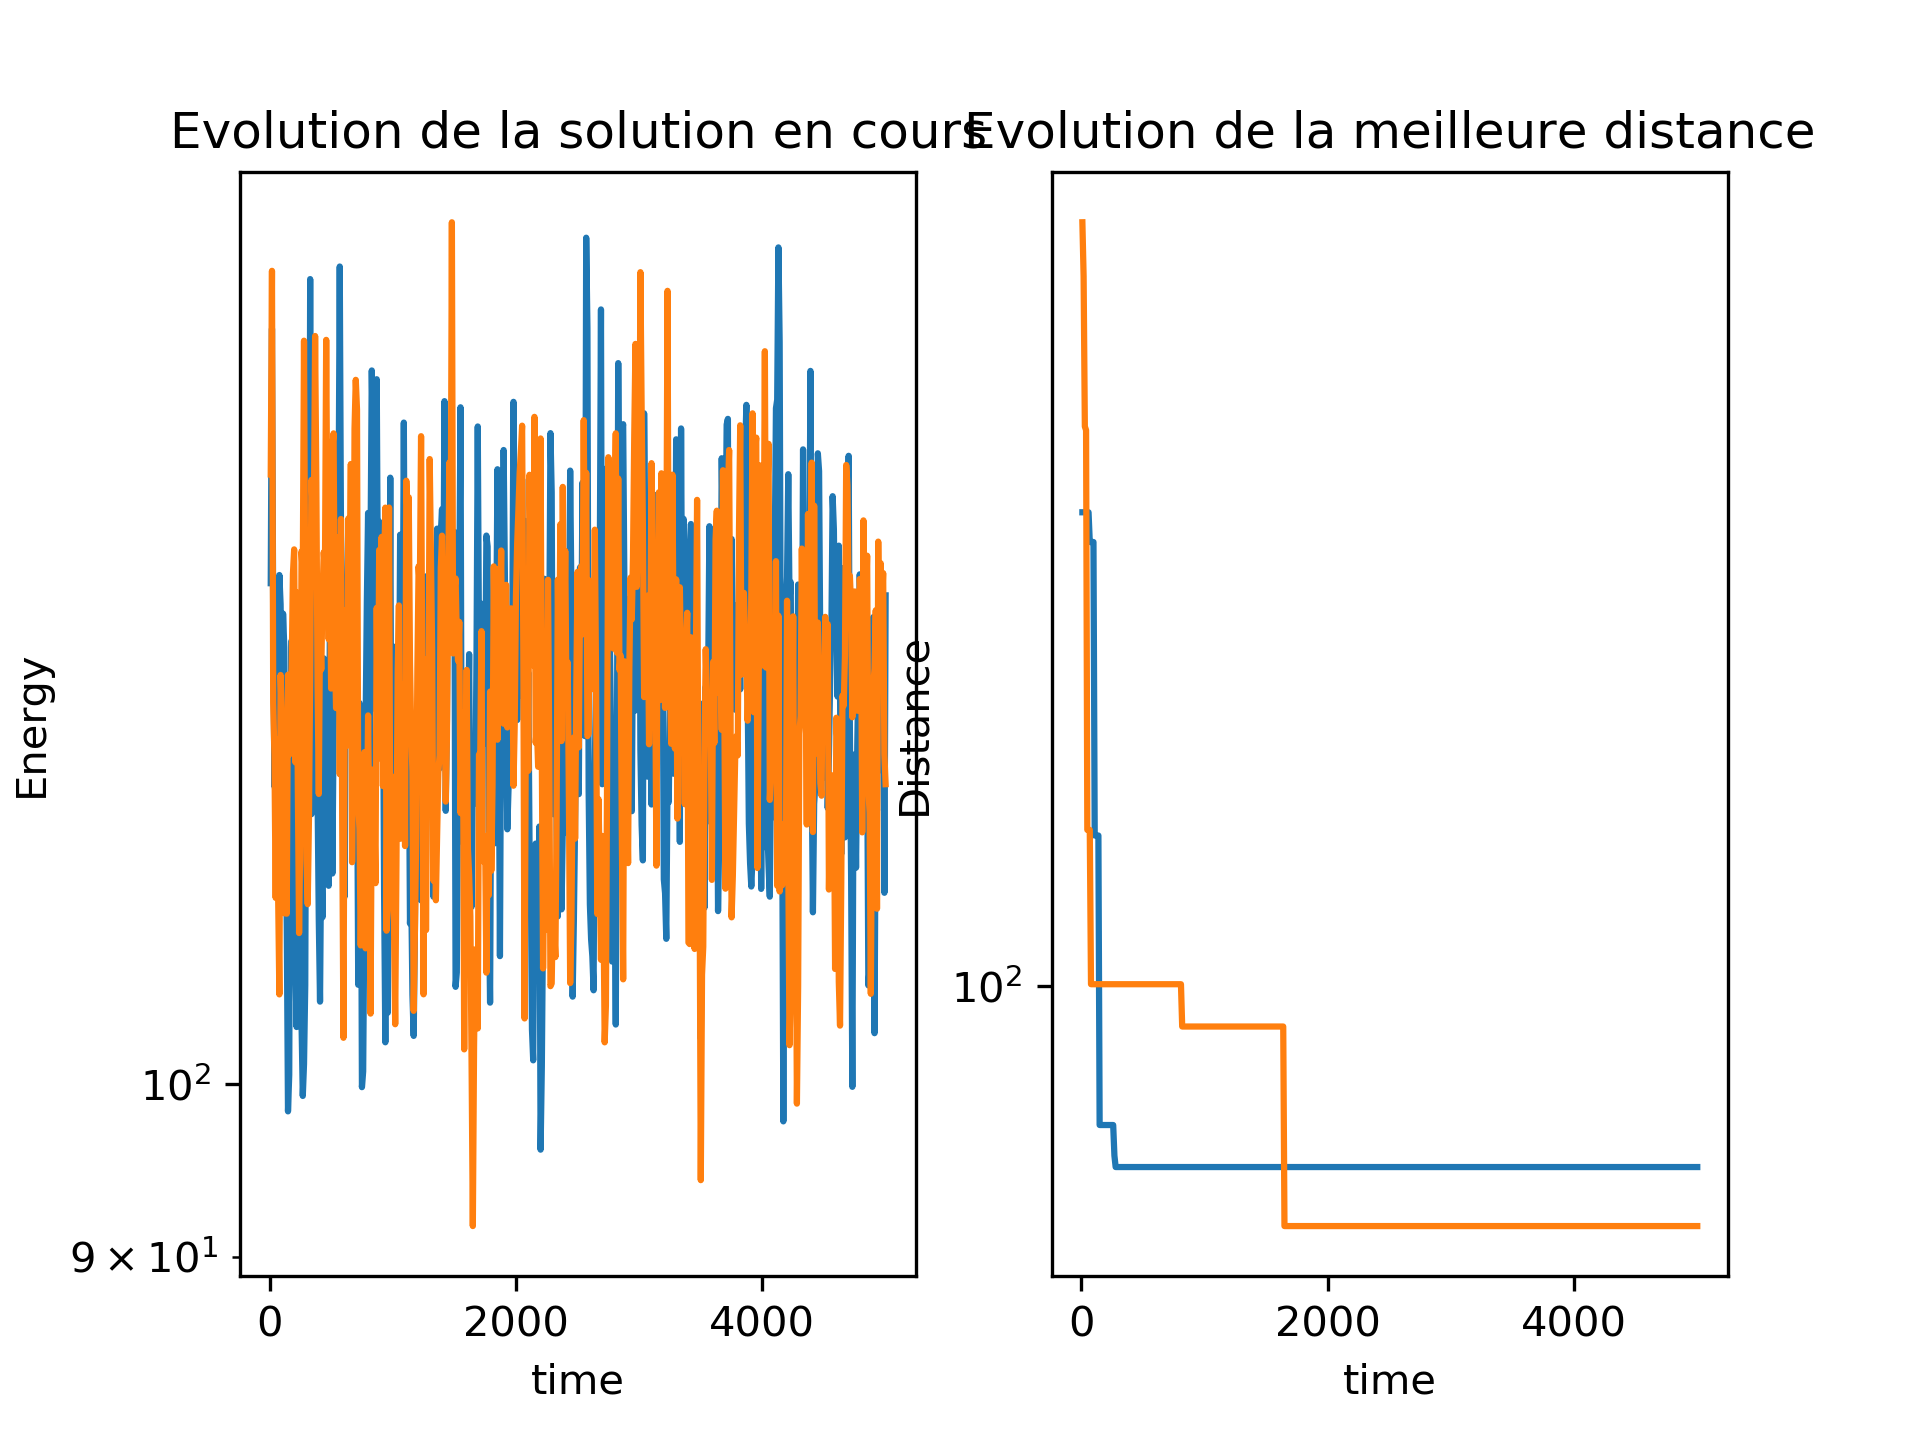 Evolution de la solution en cours
Energy
10²
9 × 10¹
0 2000 4000
time
Evolution de la meilleure distance
Distance
10²
0 2000 4000
time